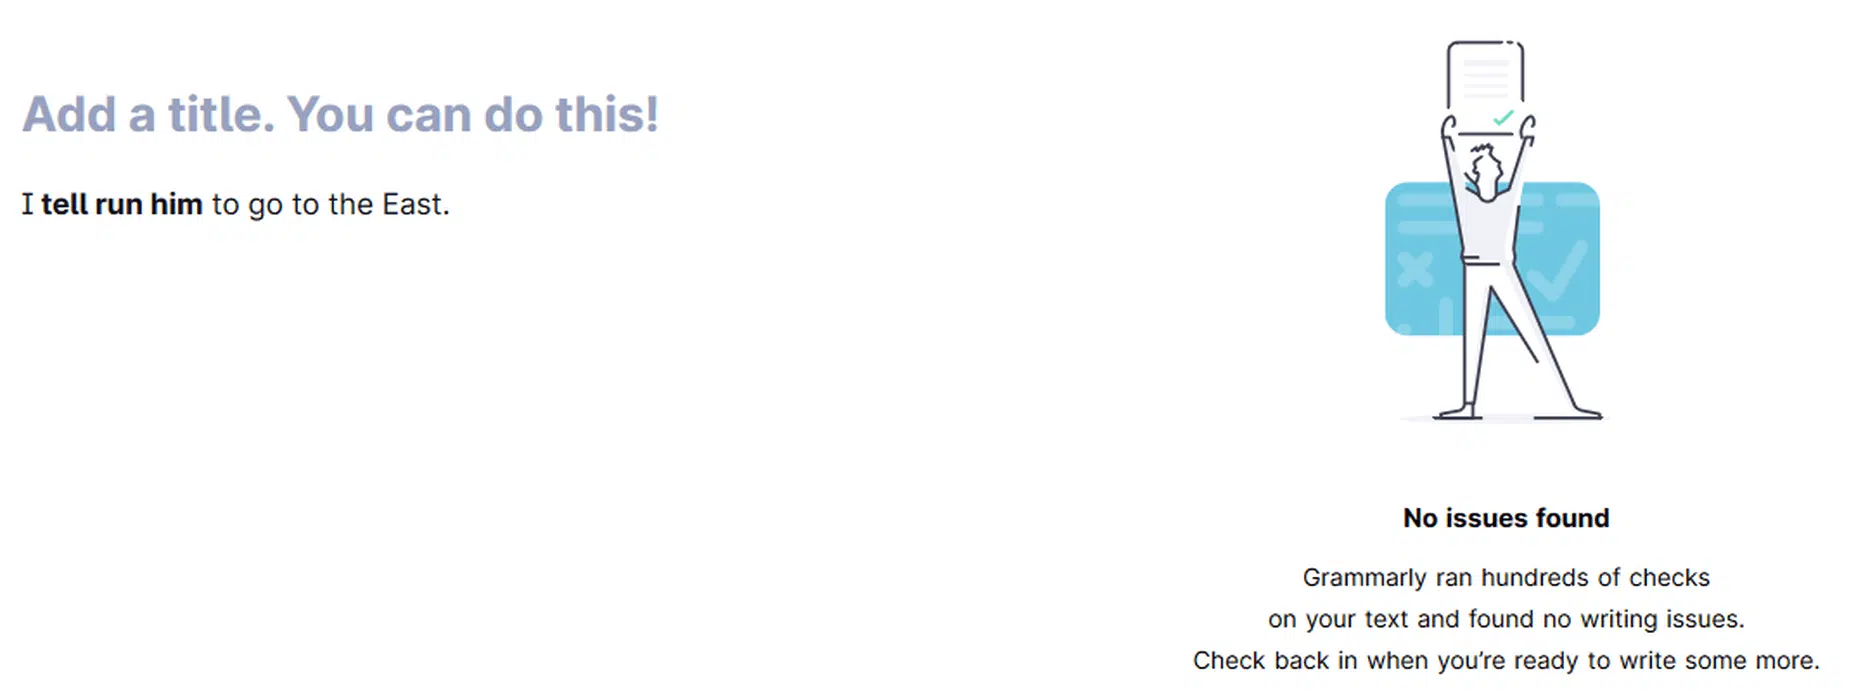 Add a title. You can do this!
I tell run him to go to the East.
No issues found
Grammarly ran hundreds of checks
on your text and found no writing issues.
Check back in when you’re ready to write some more.